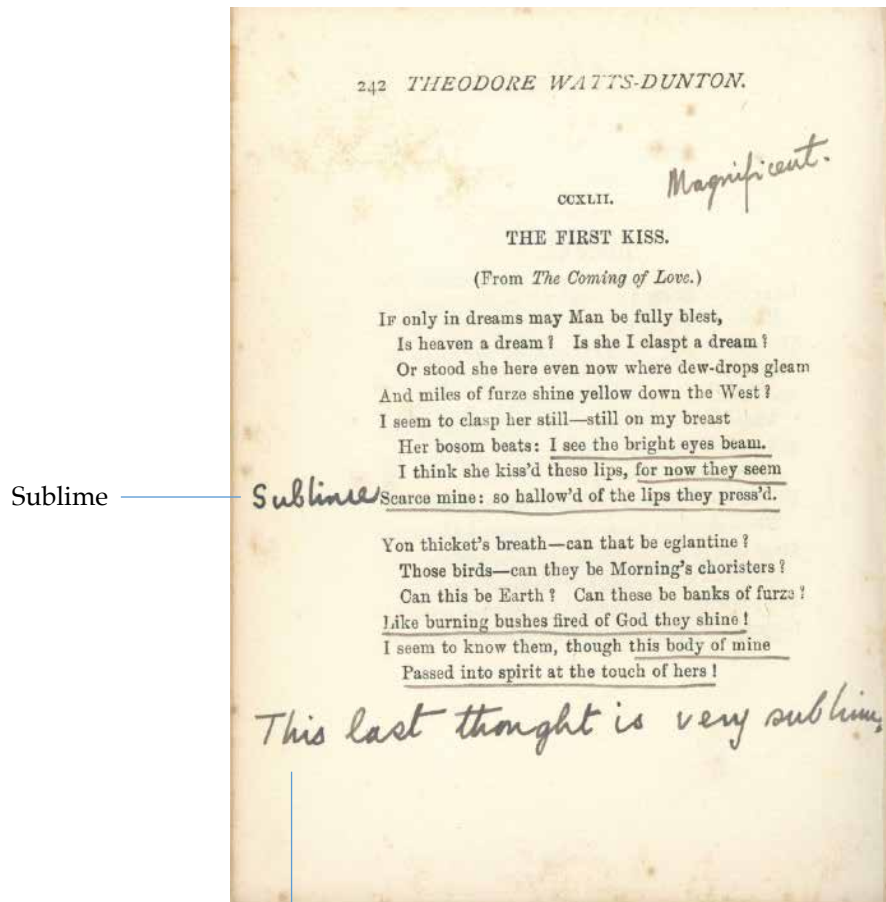 242 THEODORE WATTS-DUNTON.
Magnificent.
CCXLII.
THE FIRST KISS.
(From The Coming of Love.)
IF only in dreams may Man be fully blest,
Is heaven a dream? Is she I claspt a dream?
Or stood she here even now where dew-drops gleam
And miles of furze shine yellow down the West?
I seem to clasp her still—still on my breast
Her bosom beats: I see the bright eyes beam.
I think she kiss'd these lips, for now they seem
Sublime Sublime Scarce mine: so hallow'd of the lips they press'd.
Yon thicket's breath—can that be eglantine?
Those birds—can they be Morning's choristers?
Can this be Earth? Can these be banks of furze?
Like burning bushes fired of God they shine!
I seem to know them, though this body of mine
Passed into spirit at the touch of hers!
This last thought is very sublime,